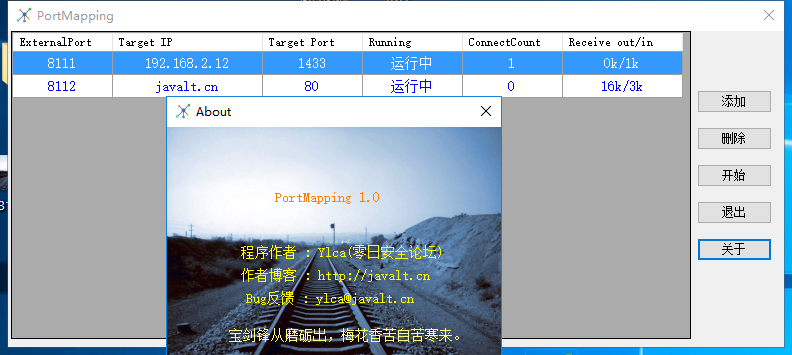 PortMapping
ExternalPort Target IP Target Port Running ConnectCount Receive out/in
8111 192.168.2.12 1433 运行中 1 0k/1k
8112 javalt.cn 80 运行中 0 16k/3k
添加
删除
开始
退出
关于
About
PortMapping 1.0
程序作者 : Ylca(零日安全论坛)
作者博客 : http://javalt.cn
Bug反馈 : ylca@javalt.cn
宝剑锋从磨砺出，梅花香苦自苦寒来。